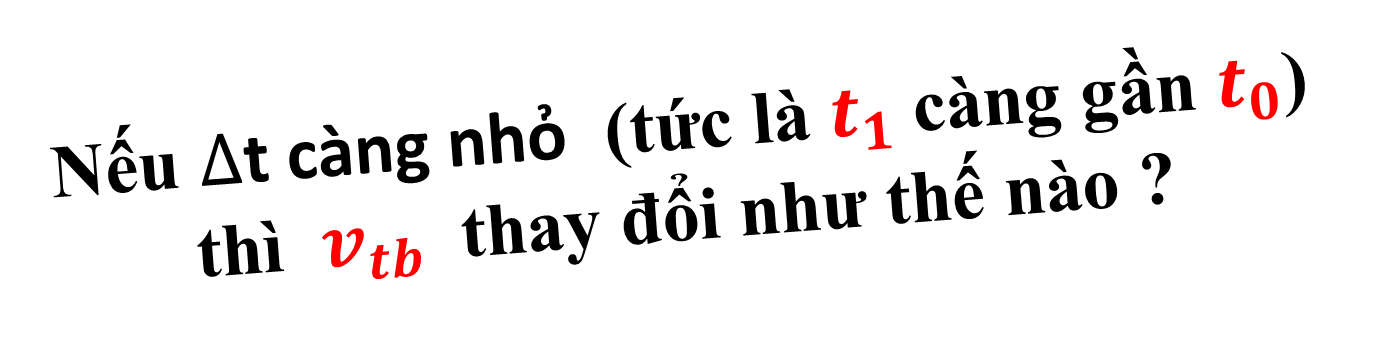 Nếu Δt càng nhỏ (tức là t₁ càng gần t₀)
thì v_tb thay đổi như thế nào ?